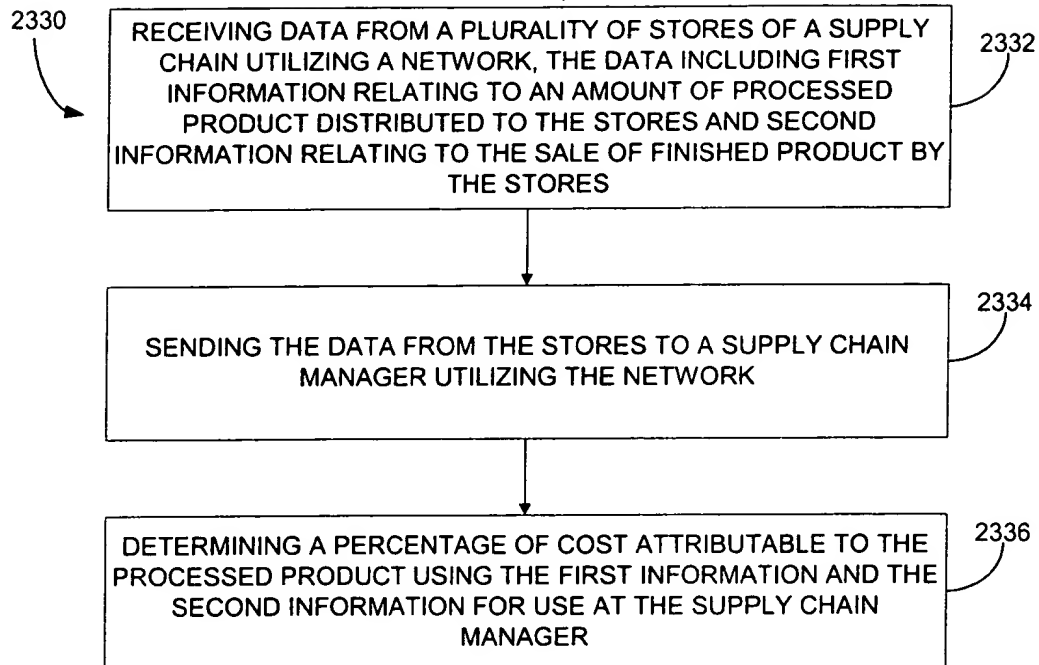 2330
RECEIVING DATA FROM A PLURALITY OF STORES OF A SUPPLY
CHAIN UTILIZING A NETWORK, THE DATA INCLUDING FIRST
INFORMATION RELATING TO AN AMOUNT OF PROCESSED
PRODUCT DISTRIBUTED TO THE STORES AND SECOND
INFORMATION RELATING TO THE SALE OF FINISHED PRODUCT BY
THE STORES
2332
SENDING THE DATA FROM THE STORES TO A SUPPLY CHAIN
MANAGER UTILIZING THE NETWORK
2334
DETERMINING A PERCENTAGE OF COST ATTRIBUTABLE TO THE
PROCESSED PRODUCT USING THE FIRST INFORMATION AND THE
SECOND INFORMATION FOR USE AT THE SUPPLY CHAIN
MANAGER
2336